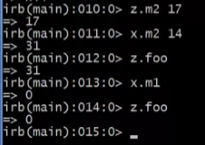 irb(main):010:0> z.m2 17
=> 17
irb(main):011:0> x.m2 14
=> 31
irb(main):012:0> z.foo
=> 31
irb(main):013:0> x.m1
=> 0
irb(main):014:0> z.foo
=> 0
irb(main):015:0> _